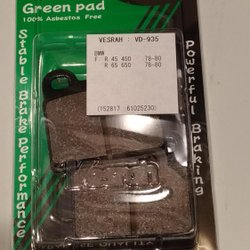 Green pad
100% Asbestos Free
Stable Brake Performance
VESRAH : VD-935
BMW
F. R 45 450 78-80
R 65 650 78-80
(152817 61025230)
Powerful Braking